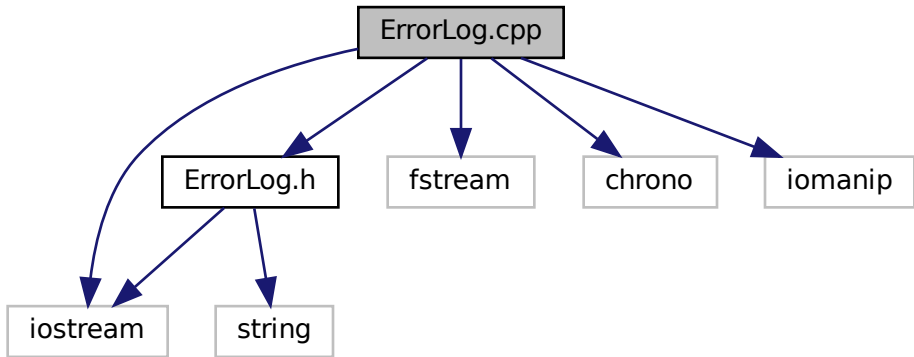 ErrorLog.cpp
ErrorLog.h
fstream
chrono
iomanip
iostream
string